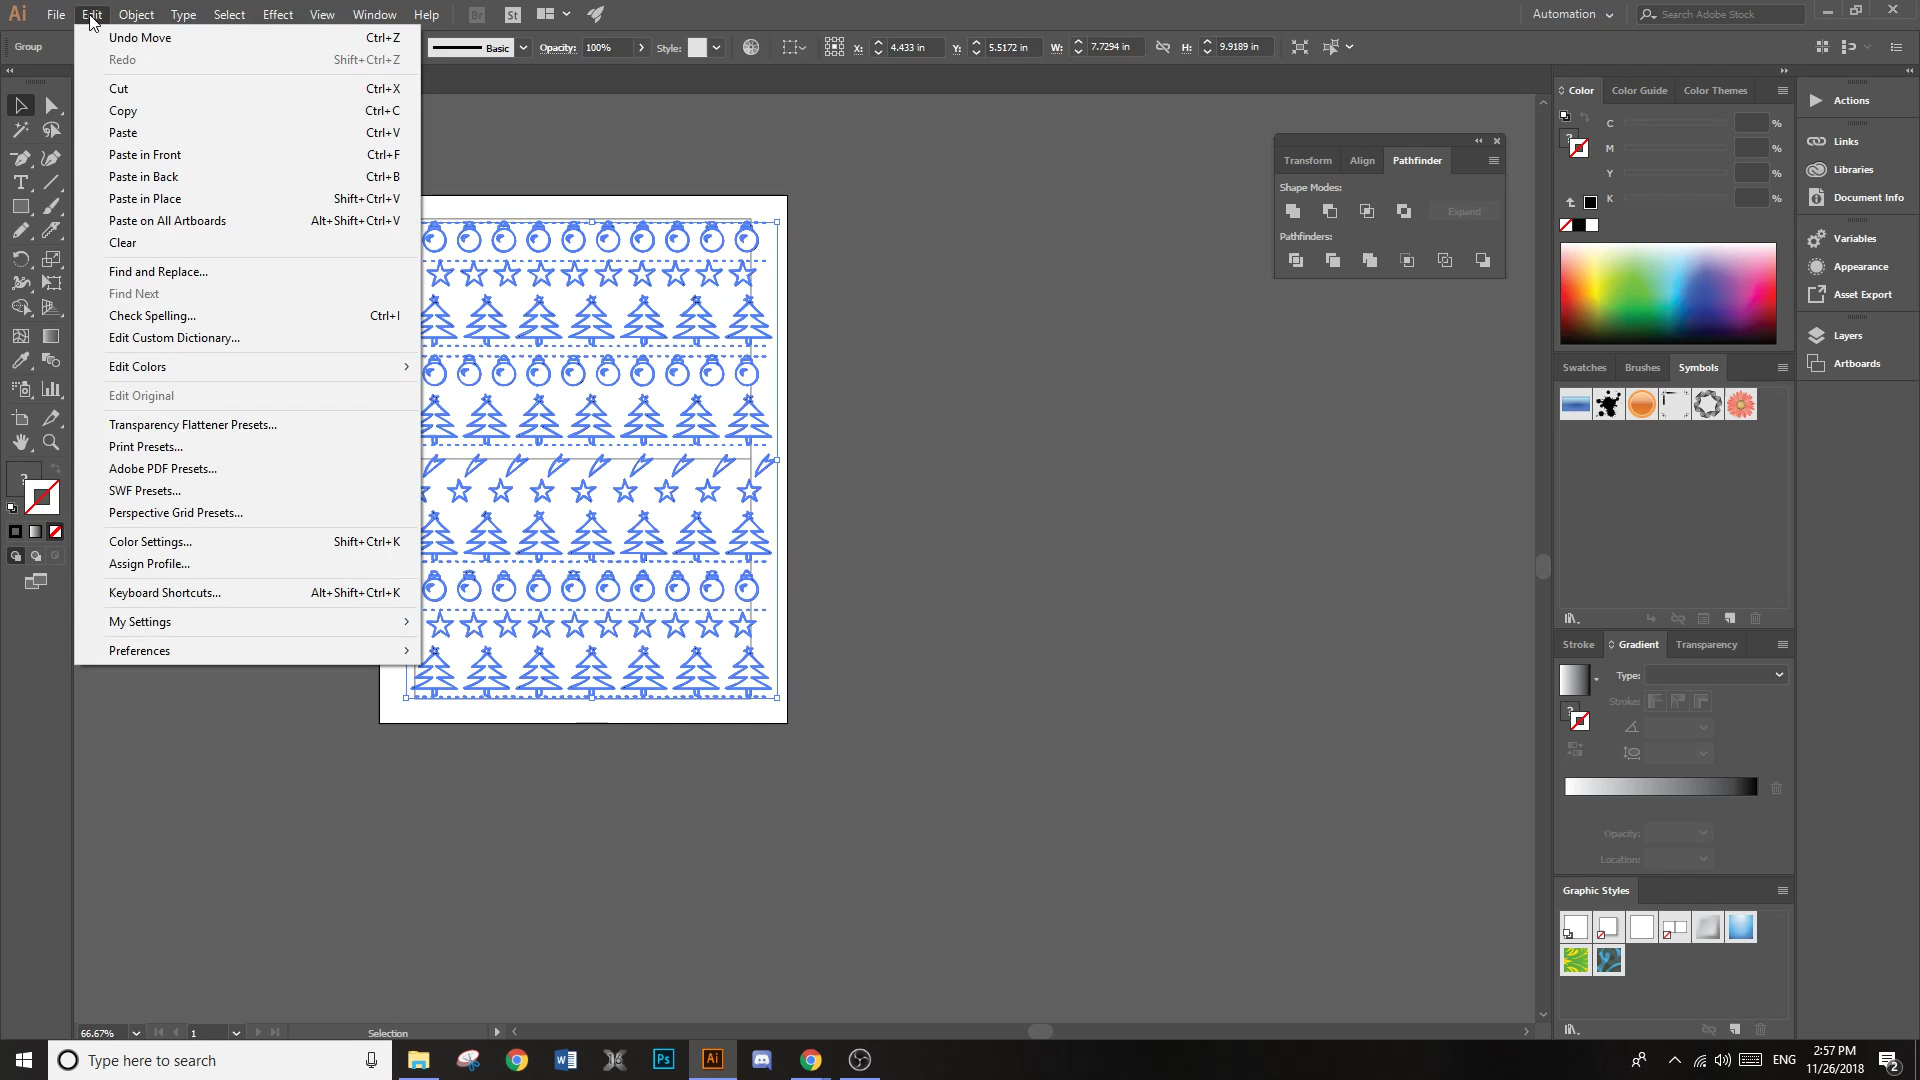 Ai File Edit Object Type Select Effect View Window Help Br St Automation Search Adobe Stock
Group Basic Opacity: 100% Style: X: 4.433 in Y: 5.5172 in W: 7.7294 in H: 9.9189 in
Undo Move Ctrl+Z
Redo Shift+Ctrl+Z
Cut Ctrl+X
Copy Ctrl+C
Paste Ctrl+V
Paste in Front Ctrl+F
Paste in Back Ctrl+B
Paste in Place Shift+Ctrl+V
Paste on All Artboards Alt+Shift+Ctrl+V
Clear
Find and Replace...
Find Next
Check Spelling... Ctrl+I
Edit Custom Dictionary...
Edit Colors
Edit Original
Transparency Flattener Presets...
Print Presets...
Adobe PDF Presets...
SWF Presets...
Perspective Grid Presets...
Color Settings... Shift+Ctrl+K
Assign Profile...
Keyboard Shortcuts... Alt+Shift+Ctrl+K
My Settings
Preferences
Transform Align Pathfinder
Shape Modes:
Expand
Pathfinders:
Color Color Guide Color Themes
C %
M %
Y %
K %
Swatches Brushes Symbols
Stroke Gradient Transparency
Type:
Stroke:
Opacity:
Location:
Graphic Styles
Actions
Links
Libraries
Document Info
Variables
Appearance
Asset Export
Layers
Artboards
?
?
?
66.67% 1 Selection
Type here to search Ps Ai ENG 2:57 PM
11/26/2018 2